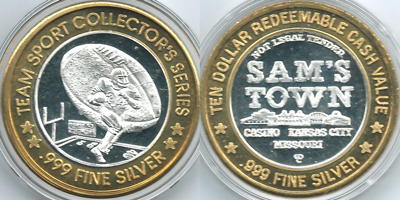 TEAM SPORT COLLECTOR'S SERIES
.999 FINE SILVER
TEN DOLLAR REDEEMABLE CASH VALUE
NOT LEGAL TENDER
SAM'S
TOWN
CASINO KANSAS CITY
MISSOURI
.999 FINE SILVER